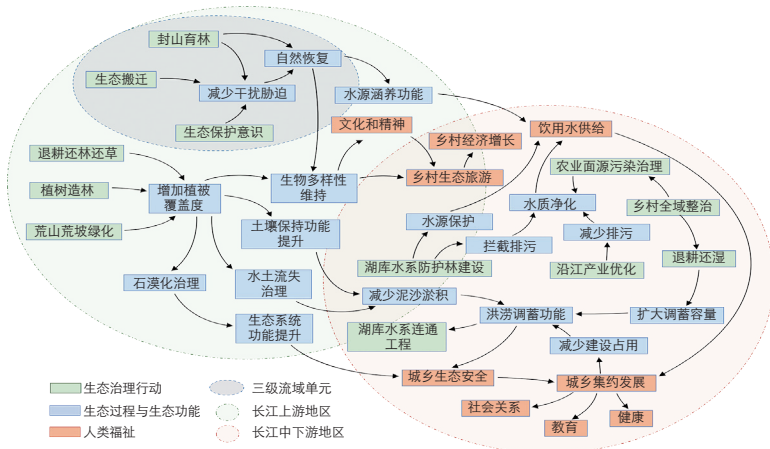 封山育林
自然恢复
生态搬迁
减少干扰胁迫
水源涵养功能
生态保护意识
文化和精神
饮用水供给
乡村经济增长
退耕还林还草
农业面源污染治理
植树造林
增加植被
覆盖度
生物多样性
维持
乡村生态旅游
水质净化
乡村全域整治
荒山荒坡绿化
土壤保持功能
提升
水源保护
拦截排污
减少排污
湖库水系防护林建设
沿江产业优化
退耕还湿
石漠化治理
水土流失
治理
减少泥沙淤积
洪涝调蓄功能
扩大调蓄容量
生态系统
功能提升
湖库水系连通
工程
减少建设占用
城乡生态安全
城乡集约发展
社会关系
教育
健康
生态治理行动
三级流域单元
生态过程与生态功能
长江上游地区
人类福祉
长江中下游地区